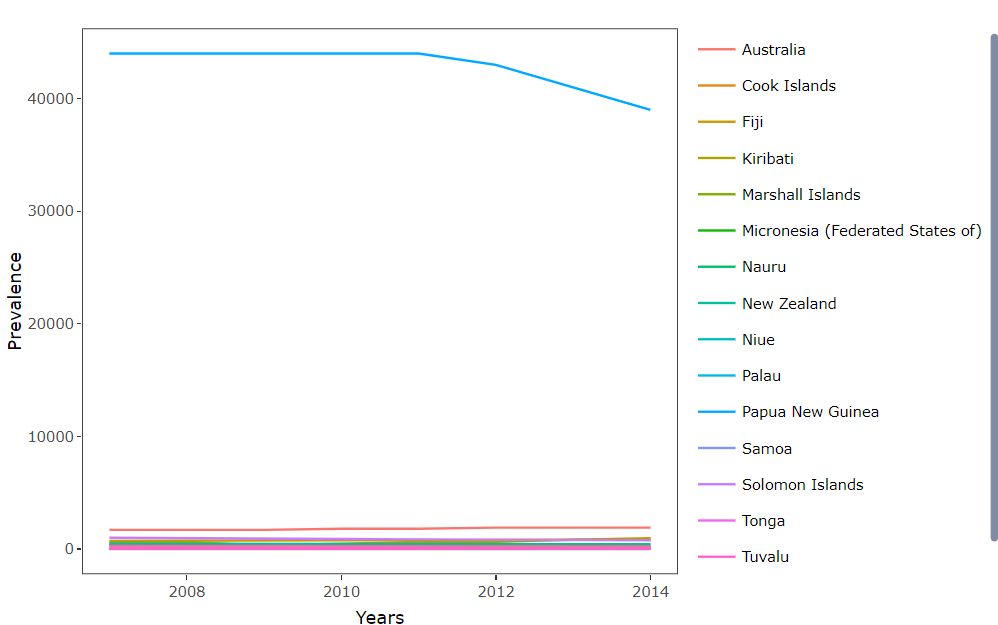 Prevalence
40000
30000
20000
10000
0
2008
2010
2012
2014
Years
Australia
Cook Islands
Fiji
Kiribati
Marshall Islands
Micronesia (Federated States of)
Nauru
New Zealand
Niue
Palau
Papua New Guinea
Samoa
Solomon Islands
Tonga
Tuvalu